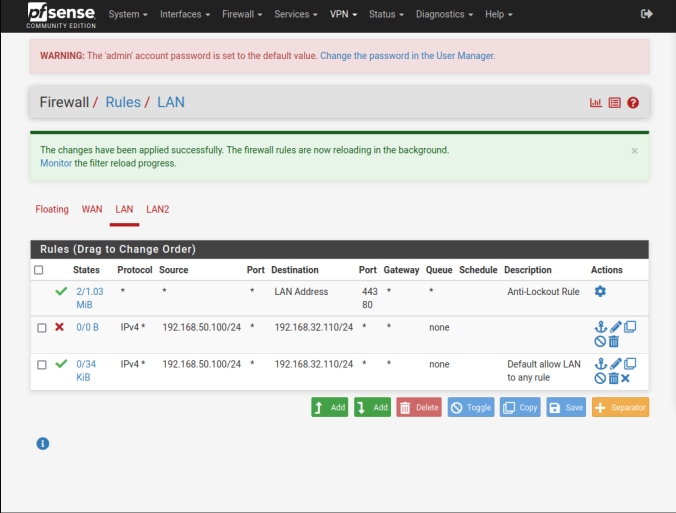 pfsense
COMMUNITY EDITION
System Interfaces Firewall Services VPN Status Diagnostics Help
WARNING: The 'admin' account password is set to the default value. Change the password in the User Manager.
Firewall / Rules / LAN
The changes have been applied successfully. The firewall rules are now reloading in the background.
Monitor the filter reload progress.
×
Floating WAN LAN LAN2
Rules (Drag to Change Order)
States Protocol Source Port Destination Port Gateway Queue Schedule Description Actions
2/1.03 * * * LAN Address 443 * * Anti-Lockout Rule
MiB 80
0/0 B IPv4 * 192.168.50.100/24 * 192.168.32.110/24 * * none
0/34 IPv4 * 192.168.50.100/24 * 192.168.32.110/24 * * none Default allow LAN
KiB to any rule
Add Add Delete Toggle Copy Save Separator